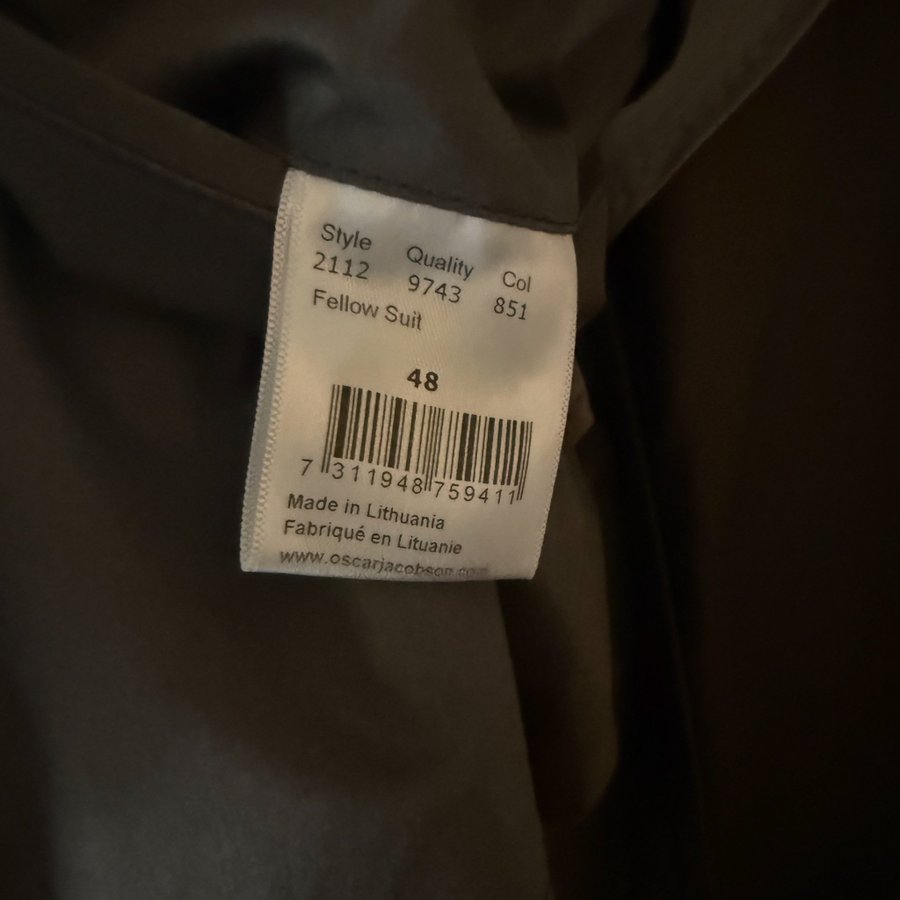 Style Quality Col
2112 9743 851
Fellow Suit
48
7 311948 759411
Made in Lithuania
Fabriqué en Lituanie
www.oscarjacobson.com